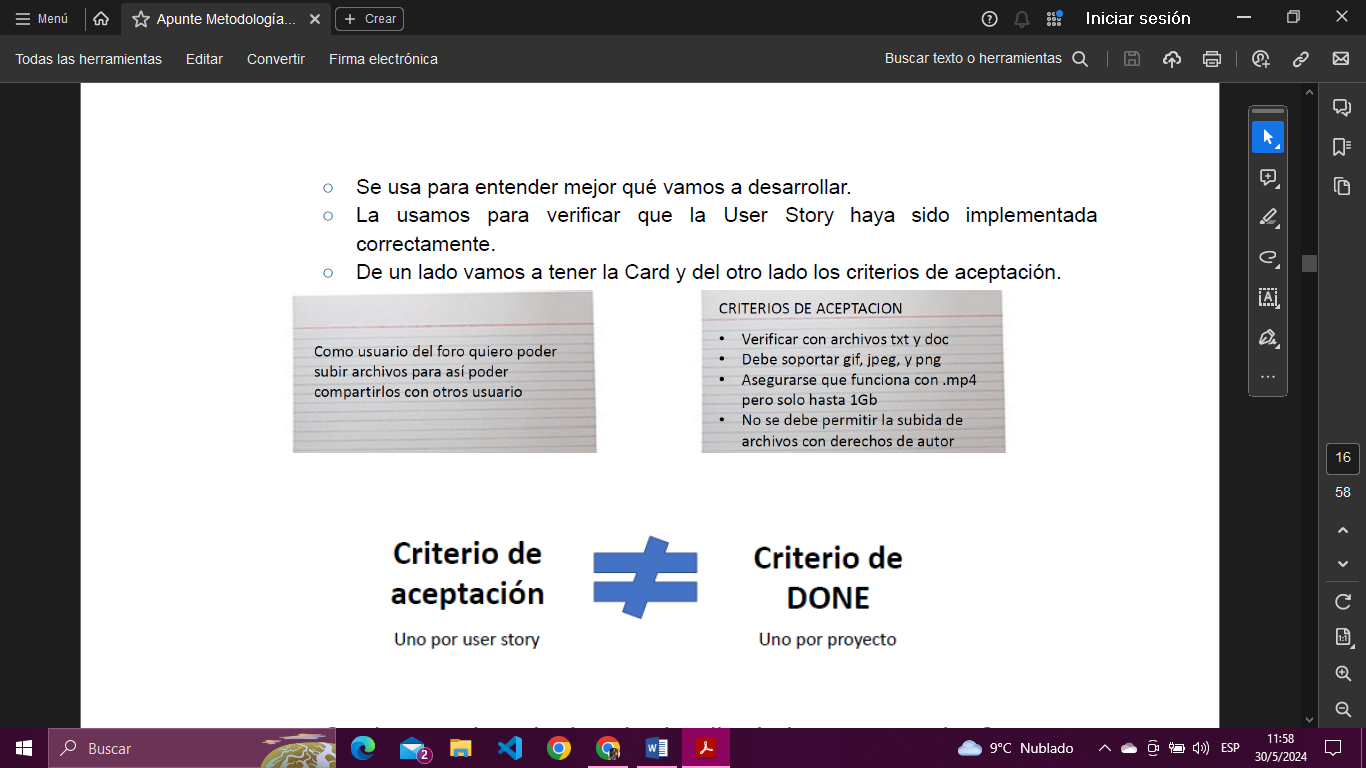 Menú
Apunte Metodología...
Crear
Iniciar sesión
Todas las herramientas
Editar
Convertir
Firma electrónica
Buscar texto o herramientas
○ Se usa para entender mejor qué vamos a desarrollar.
○ La usamos para verificar que la User Story haya sido implementada
correctamente.
○ De un lado vamos a tener la Card y del otro lado los criterios de aceptación.
Como usuario del foro quiero poder
subir archivos para así poder
compartirlos con otros usuario
CRITERIOS DE ACEPTACION
• Verificar con archivos txt y doc
• Debe soportar gif, jpeg, y png
• Asegurarse que funciona con .mp4
pero solo hasta 1Gb
• No se debe permitir la subida de
archivos con derechos de autor
Criterio de
aceptación
Uno por user story
≠
Criterio de
DONE
Uno por proyecto
16
58
1:1
Buscar
2
9°C Nublado
ESP
11:58
30/5/2024